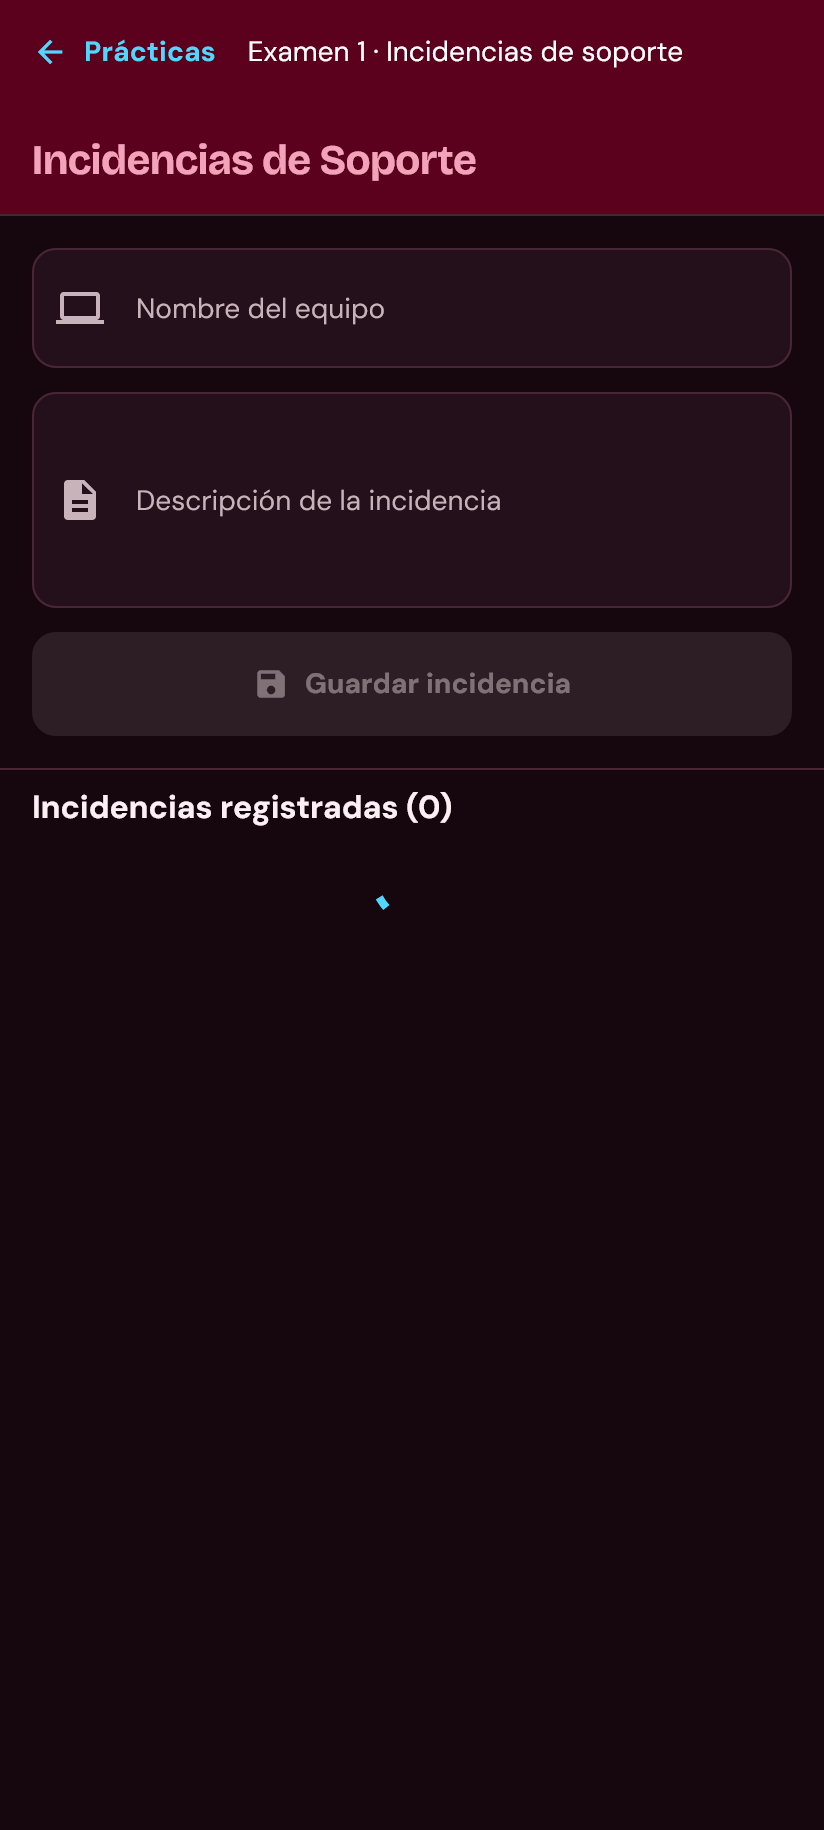 Prácticas Examen 1 · Incidencias de soporte
Incidencias de Soporte
Nombre del equipo
Descripción de la incidencia
Guardar incidencia
Incidencias registradas (0)